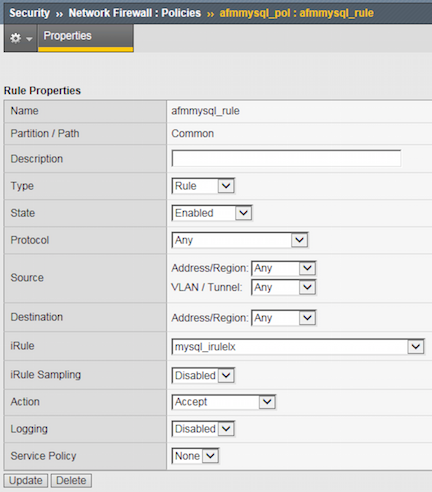 Security ›› Network Firewall : Policies ›› afmmysql_pol : afmmysql_rule
Properties
Rule Properties
Name afmmysql_rule
Partition / Path Common
Description
Type Rule
State Enabled
Protocol Any
Source Address/Region: Any
VLAN / Tunnel: Any
Destination Address/Region: Any
iRule mysql_irulelx
iRule Sampling Disabled
Action Accept
Logging Disabled
Service Policy None
Update Delete